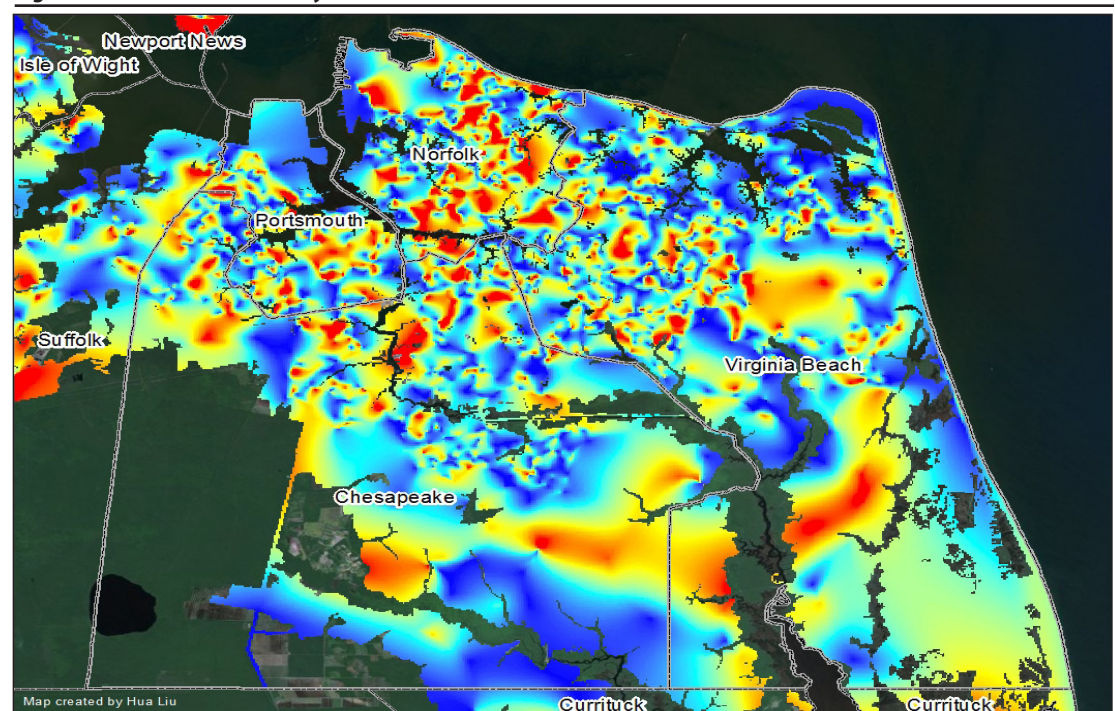 Newport News
Isle of Wight
Norfolk
Portsmouth
Suffolk
Virginia Beach
Chesapeake
Map created by Hua Liu
Currituck
Currituck